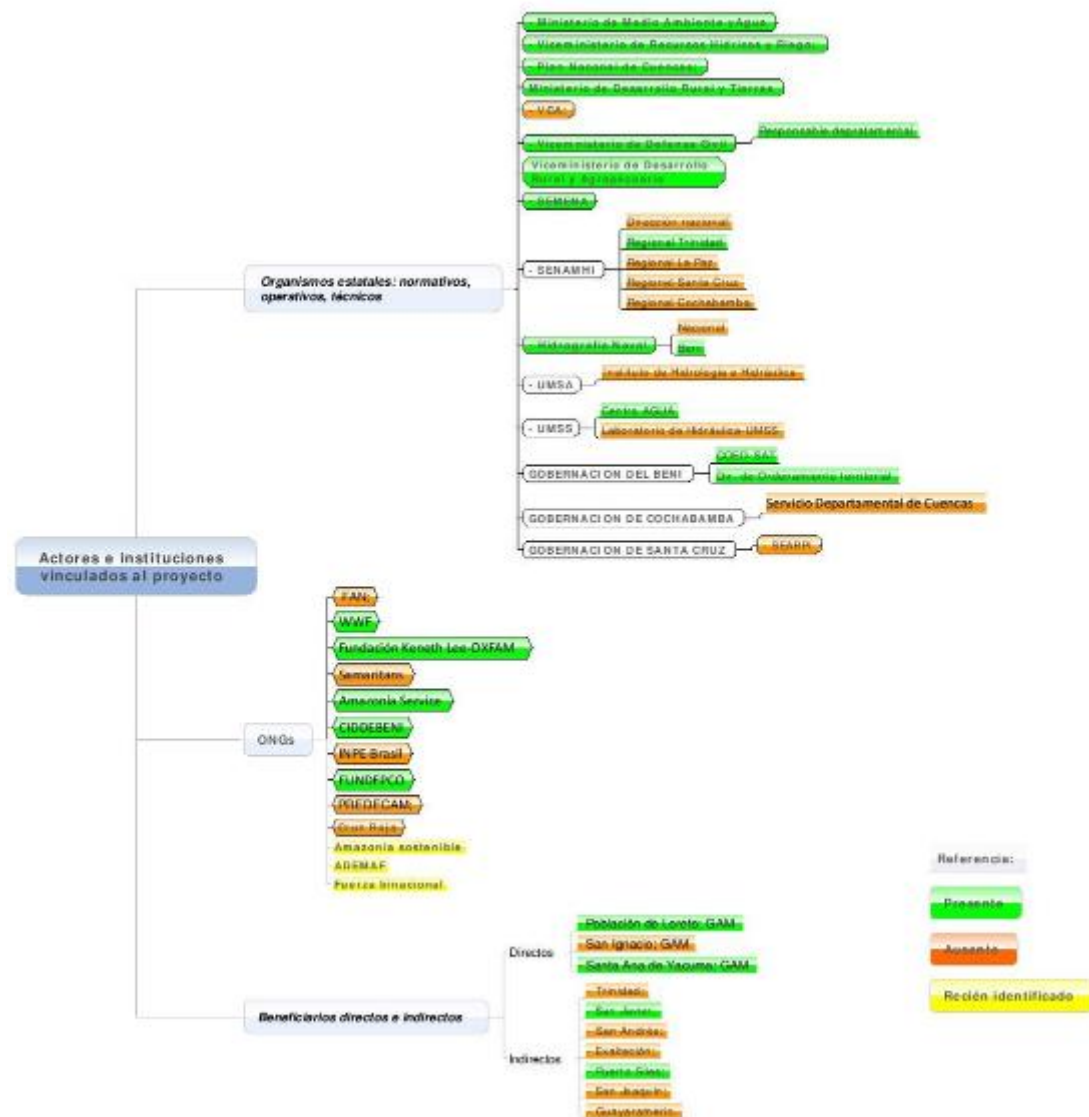 - Ministerio de Medio Ambiente yAgua
- Viceministerio de Recursos Hídricos y Riego;
- Plan Naconal de Cuencas;
Ministerio de Desarrollo Rural y Tierras
- VCA;
- Viceministerio de Defensa Civil
Responsable depratamental
Viceministerio de Desarrollo
Rural y Agropecuario
- SEMENA
Organismos estatales: normativos,
operativos, técnicos
- SENAMHI
Dirección nacional
Regional Trinidad
Regional La Paz
Regional Santa Cruz
Regional Cochabamba
- Hidrografía Naval
Nacional
Beni
- UMSA
Instituto de Hidrología e Hidráulica
- UMSS
Centro AGUA
Laboratorio de Hidráulica UMSS
GOBERNACION DEL BENI
COED-SAT
Dir. de Ordenamiento territorial
GOBERNACION DE COCHABAMBA
Servicio Departamental de Cuencas
GOBERNACION DE SANTA CRUZ
SEARPI
Actores e instituciones
vinculados al proyecto
ONGs
FAN;
WWF
Fundación Keneth Lee-OXFAM
Samaritans
Amazonía Service
CIDDEBENI
INPE Brasil
FUNDEPCO
PREDECAM;
Cruz Roja
Amazonía sostenible
ADEMAF
Fuerza binacional
Beneficiarios directos e indirectos
Directos
Población de Loreto; GAM
San Ignacio; GAM
Santa Ana de Yacuma; GAM
Indirectos
- Trinidad;
- San Javier;
- San Andrés;
- Exaltación;
- Puerto Siles;
- San Joaquín;
- Guayaramerín
Referencia:
Presente
Ausente
Recién identificado